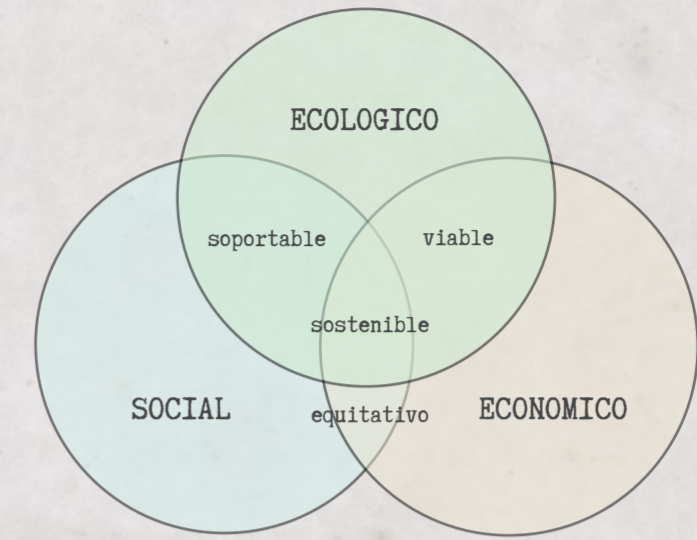 ECOLOGICO
soportable
viable
sostenible
SOCIAL
equitativo
ECONOMICO